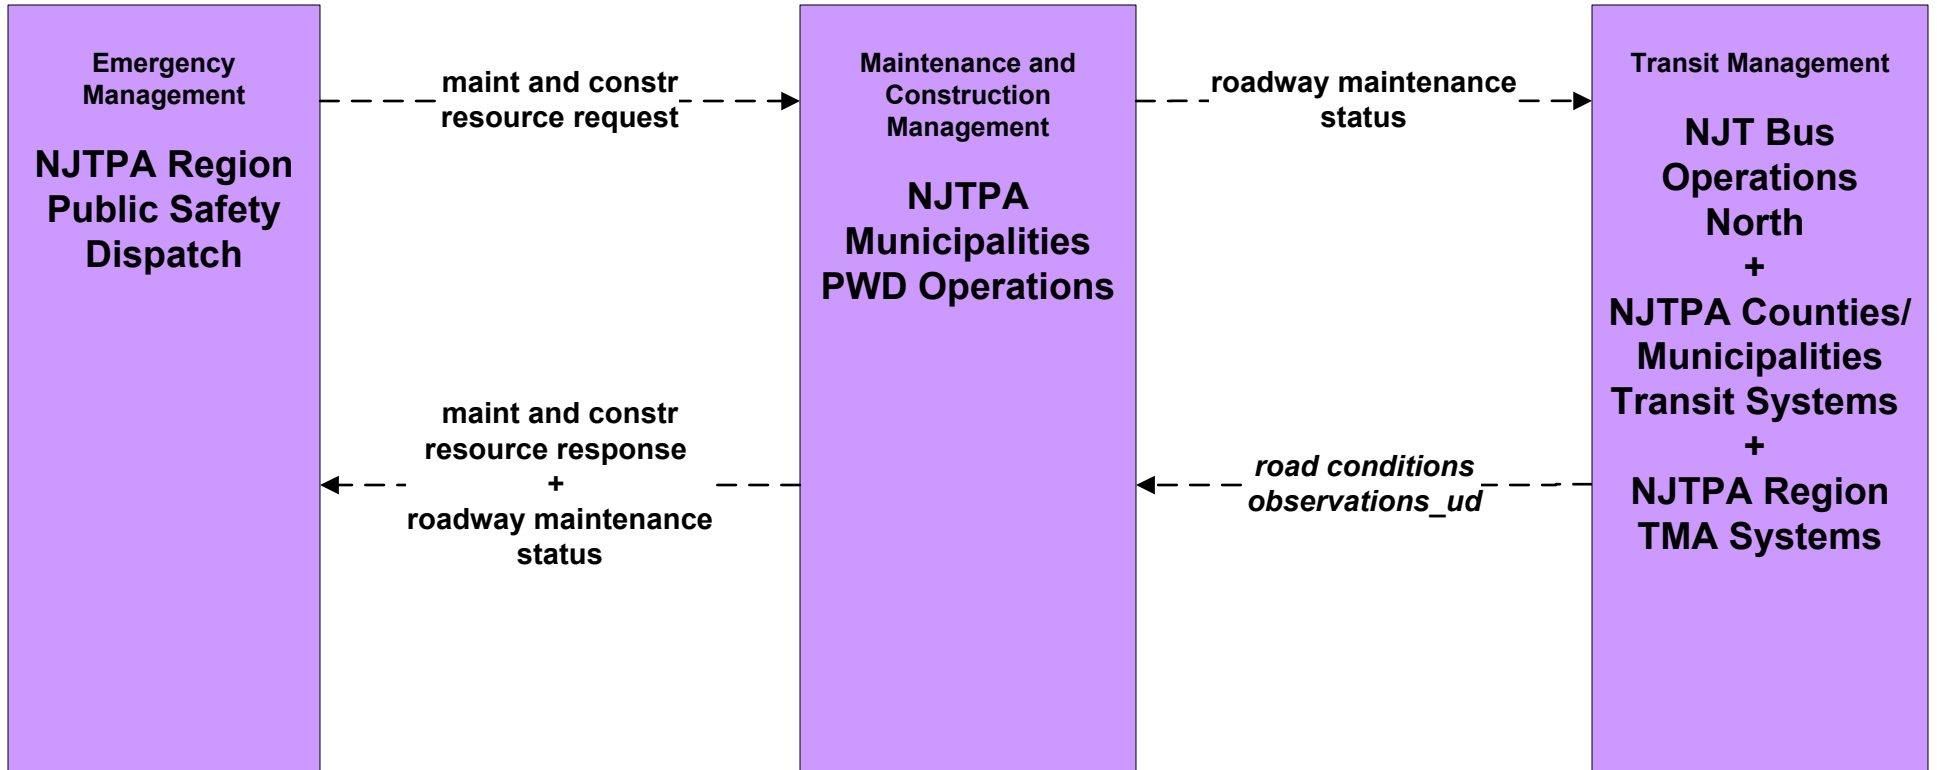 Emergency
Management
NJTPA Region
Public Safety
Dispatch
maint and constr
resource request
maint and constr
resource response
+
roadway maintenance
status
Maintenance and
Construction
Management
NJTPA
Municipalities
PWD Operations
roadway maintenance
status
road conditions
observations_ud
Transit Management
NJT Bus
Operations
North
+
NJTPA Counties/
Municipalities
Transit Systems
+
NJTPA Region
TMA Systems